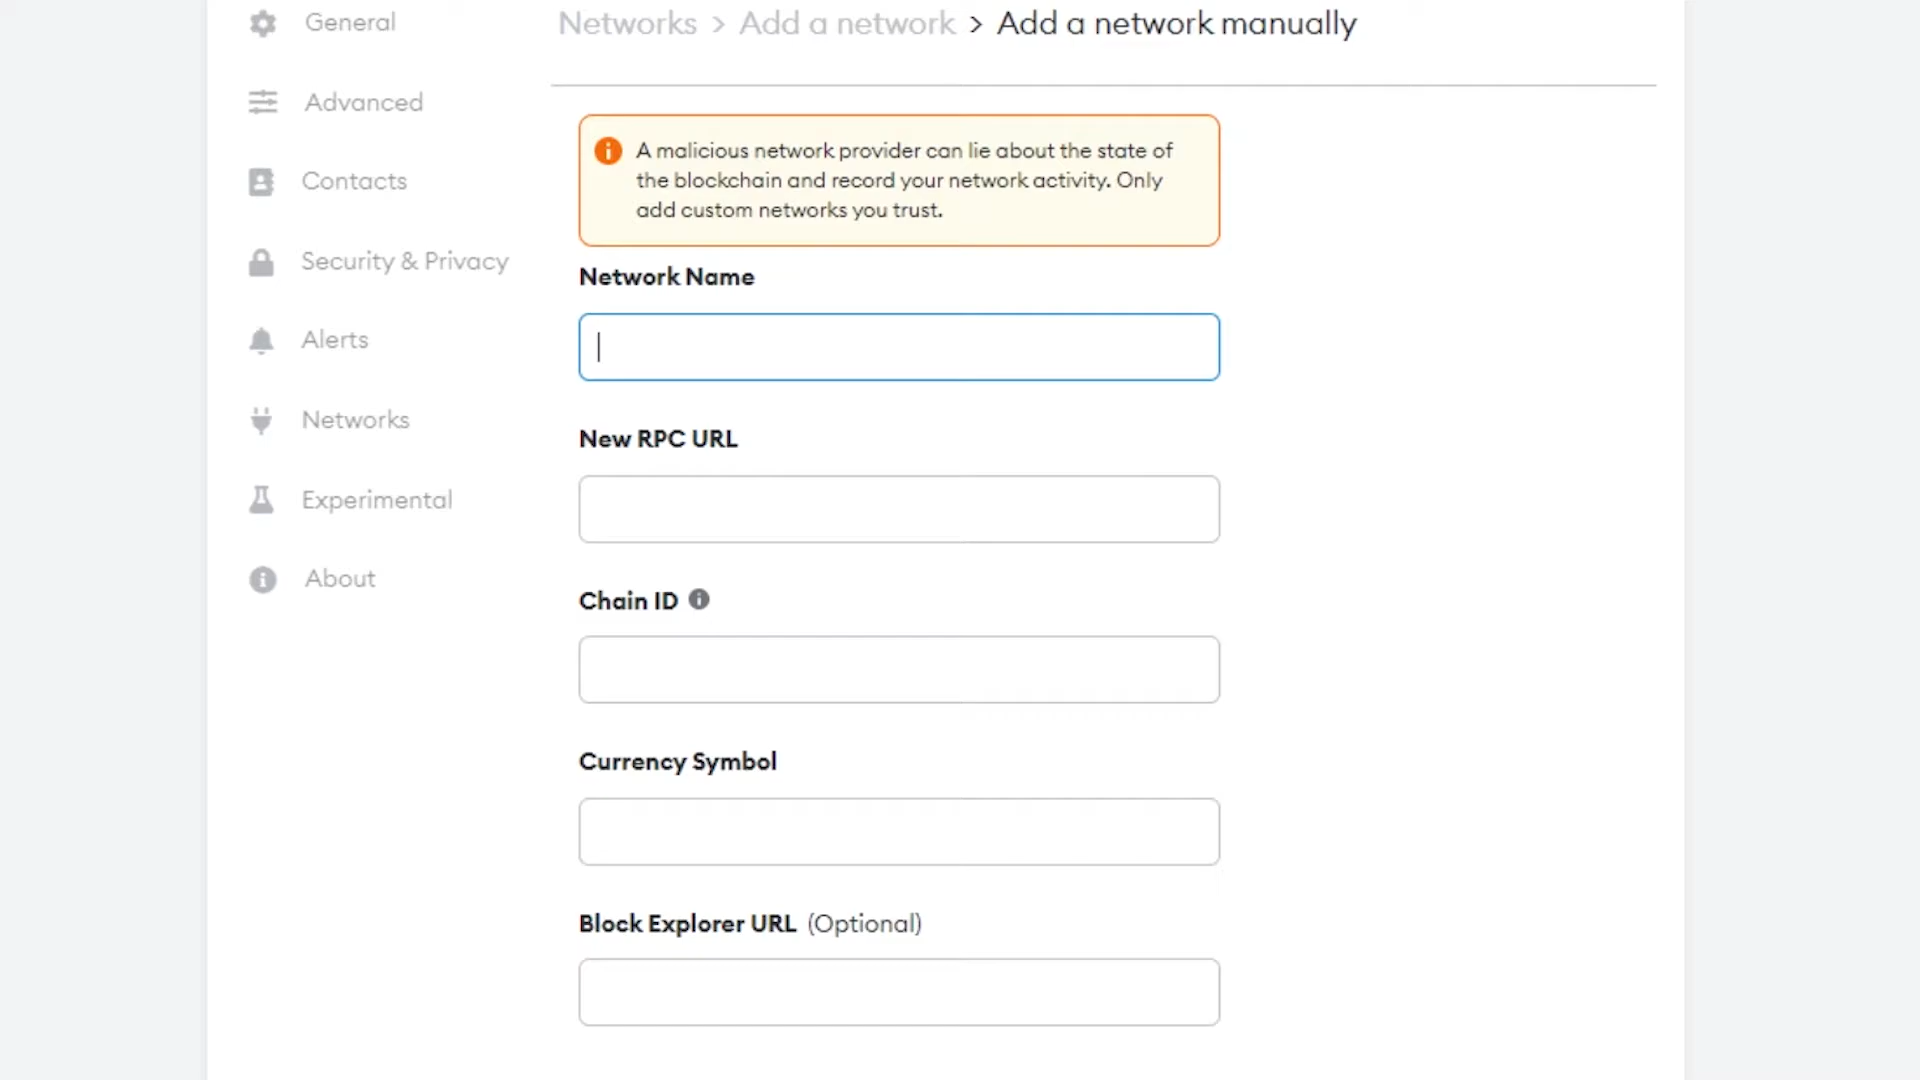 General
Advanced
Contacts
Security & Privacy
Alerts
Networks
Experimental
About
Networks > Add a network > Add a network manually
A malicious network provider can lie about the state of
the blockchain and record your network activity. Only
add custom networks you trust.
Network Name
New RPC URL
Chain ID
Currency Symbol
Block Explorer URL (Optional)